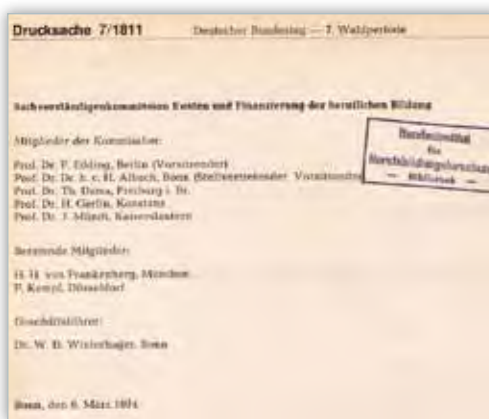 Drucksache 7/1811
Deutscher Bundestag — 7. Wahlperiode
Sachverständigenkommission Kosten und Finanzierung der beruflichen Bildung
Mitglieder der Kommission:
Prof. Dr. F. Edding, Berlin (Vorsitzender)
Prof. Dr. Dr. h. c. H. Albach, Bonn (Stellvertretender Vorsitzender)
Prof. Dr. Th. Dams, Freiburg i. Br.
Prof. Dr. H. Gerfin, Konstanz
Prof. Dr. J. Münch, Kaiserslautern
Bundesinstitut
für
Berufsbildungsforschung
— Bibliothek —
Beratende Mitglieder:
H. H. von Frankenberg, München
P. Kempf, Düsseldorf
Geschäftsführer:
Dr. W. D. Winterhager, Bonn
Bonn, den 6. März 1974